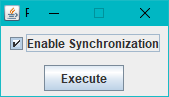 F
Enable Synchronization
Execute